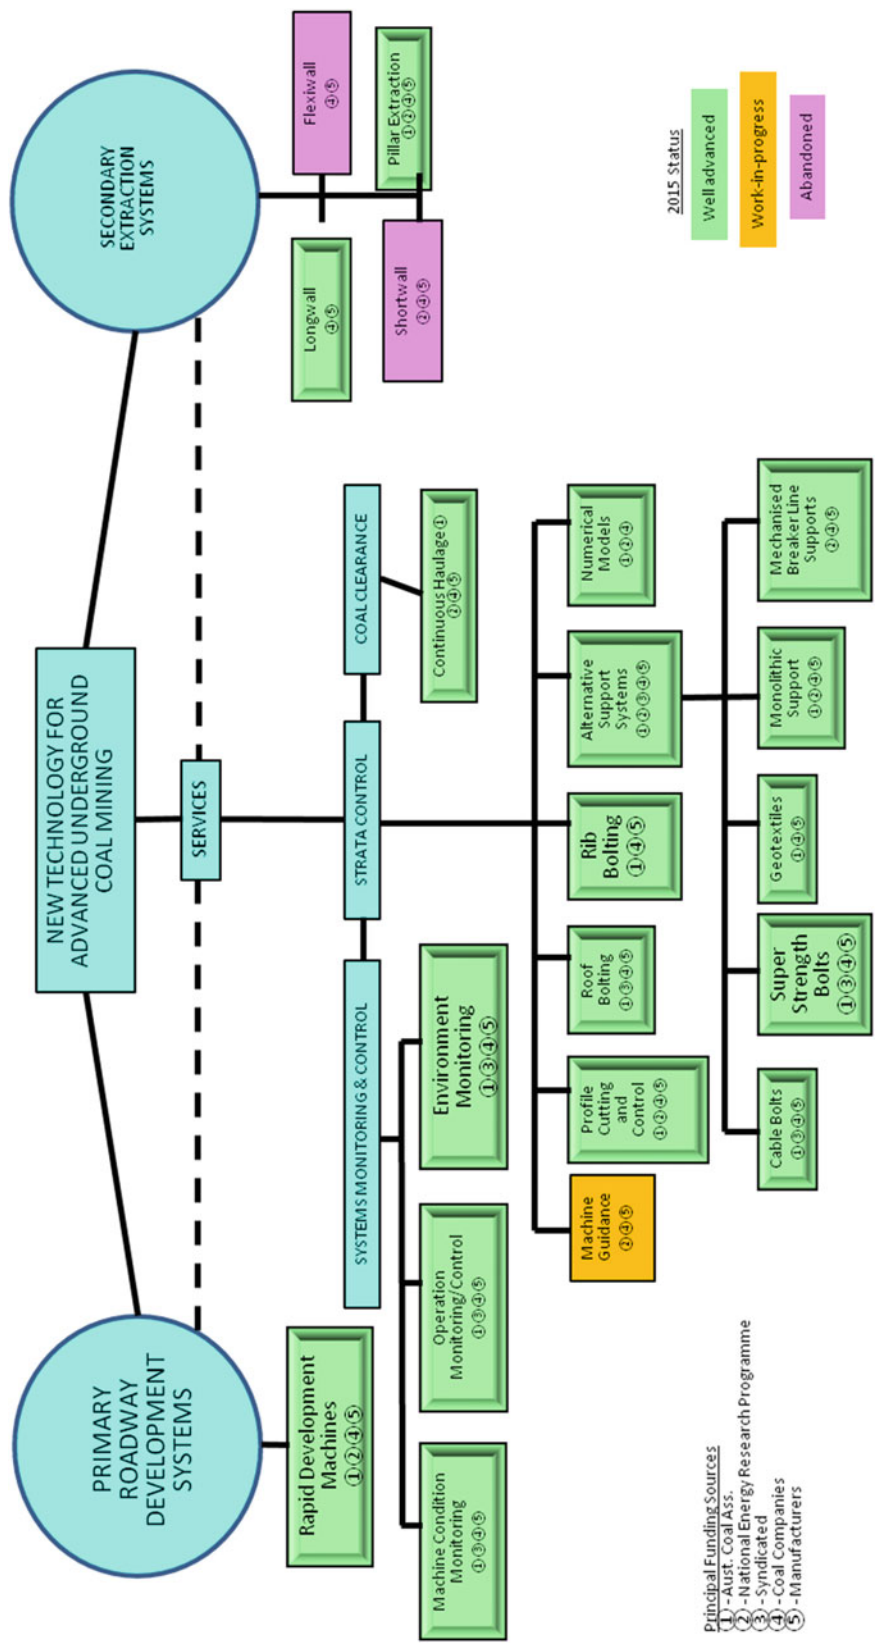 NEW TECHNOLOGY FOR
ADVANCED UNDERGROUND
COAL MINING
PRIMARY
ROADWAY
DEVELOPMENT
SYSTEMS
SERVICES
SECONDARY
EXTRACTION
SYSTEMS
Rapid Development
Machines
①②④⑤
Longwall
④⑤
Flexiwall
④⑤
Shortwall
②④⑤
Pillar Extraction
①②④⑤
SYSTEMS MONITORING & CONTROL
STRATA CONTROL
COAL CLEARANCE
Machine Condition
Monitoring
①③④⑤
Operation
Monitoring/Control
①③④⑤
Environment
Monitoring
①③④⑤
Continuous Haulage①
②④⑤
Machine
Guidance
②④⑤
Profile
Cutting
and
Control
①②④⑤
Roof
Bolting
①③④⑤
Rib
Bolting
①④⑤
Alternative
Support
Systems
①②③④⑤
Numerical
Models
①②④
Cable Bolts
①③④⑤
Super
Strength
Bolts
①③④⑤
Geotextiles
①④⑤
Monolithic
Support
①②④⑤
Mechanised
Breaker Line
Supports
②④⑤
Principal Funding Sources
① - Aust. Coal Ass.
② - National Energy Research Programme
③ - Syndicated
④ - Coal Companies
⑤ - Manufacturers
2015 Status
Well advanced
Work-in-progress
Abandoned